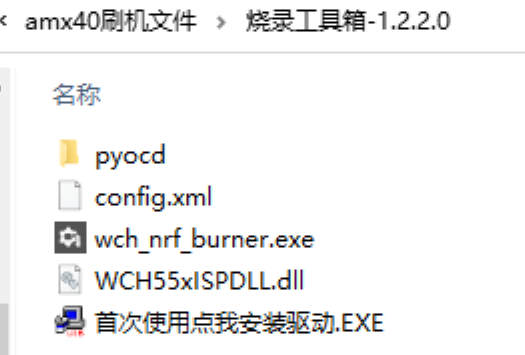 amx40刷机文件 › 烧录工具箱-1.2.2.0
名称
pyocd
config.xml
wch_nrf_burner.exe
WCH55xISPDLL.dll
首次使用点我安装驱动.EXE